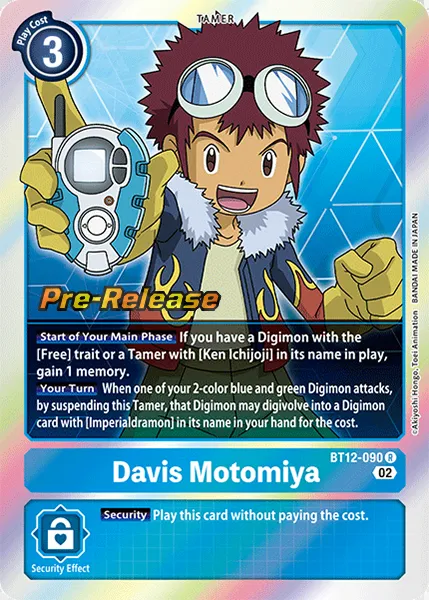 TAMER
Play Cost
3
Pre-Release
Start of Your Main Phase If you have a Digimon with the
[Free] trait or a Tamer with [Ken Ichijoji] in its name in play,
gain 1 memory.
Your Turn When one of your 2-color blue and green Digimon attacks,
by suspending this Tamer, that Digimon may digivolve into a Digimon
card with [Imperialdramon] in its name in your hand for the cost.
©Akiyoshi Hongo, Toei Animation BANDAI MADE IN JAPAN
BT12-090 R
Davis Motomiya
02
Security Play this card without paying the cost.
Security Effect